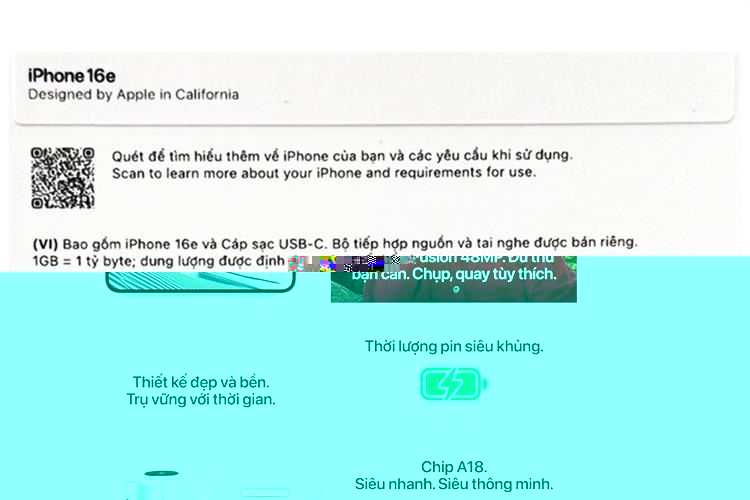 iPhone 16e
Designed by Apple in California
Quét để tìm hiểu thêm về iPhone của bạn và các yêu cầu khi sử dụng.
Scan to learn more about your iPhone and requirements for use.
(VI) Bao gồm iPhone 16e và Cáp sạc USB-C. Bộ tiếp hợp nguồn và tai nghe được bán riêng.
1GB = 1 tỷ byte; dung lượng được định
48MP. Đủ thứ
bạn cần. Chụp, quay tùy thích.
Thời lượng pin siêu khủng.
Thiết kế đẹp và bền.
Trụ vững với thời gian.
Chip A18.
Siêu nhanh. Siêu thông minh.